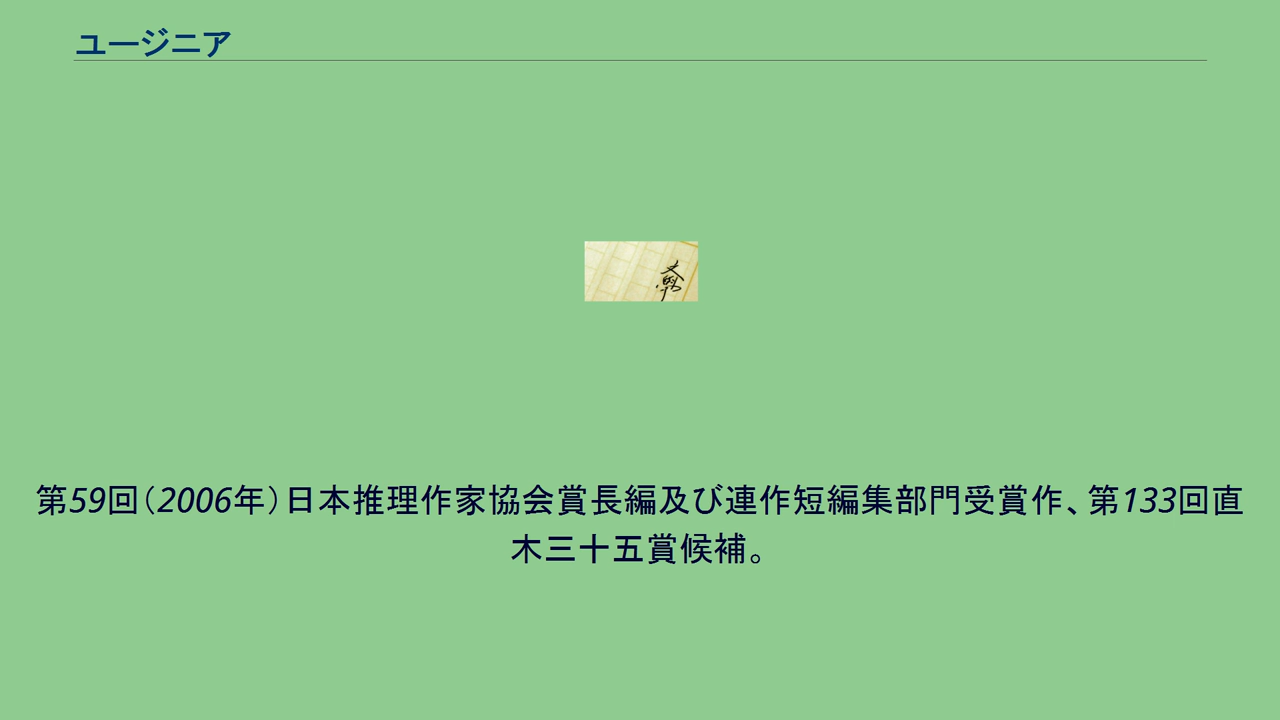 ユージニア
第59回（2006年）日本推理作家協会賞長編及び連作短編集部門受賞作、第133回直
木三十五賞候補。